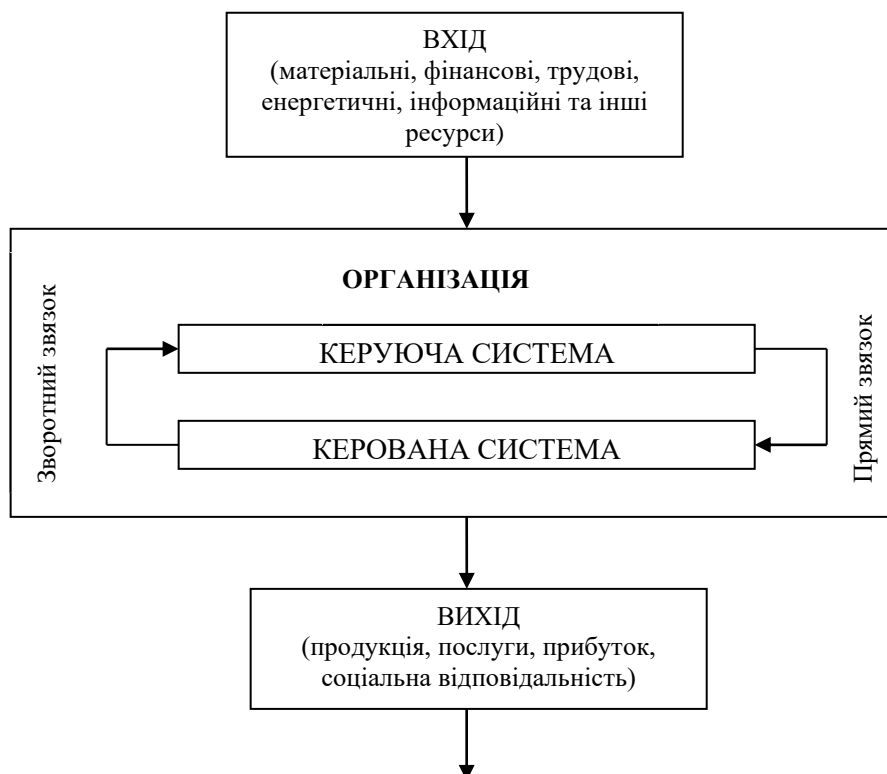 ВХІД
(матеріальні, фінансові, трудові,
енергетичні, інформаційні та інші
ресурси)
ОРГАНІЗАЦІЯ
Зворотний звязок
КЕРУЮЧА СИСТЕМА
КЕРОВАНА СИСТЕМА
Прямий звязок
ВИХІД
(продукція, послуги, прибуток,
соціальна відповідальність)